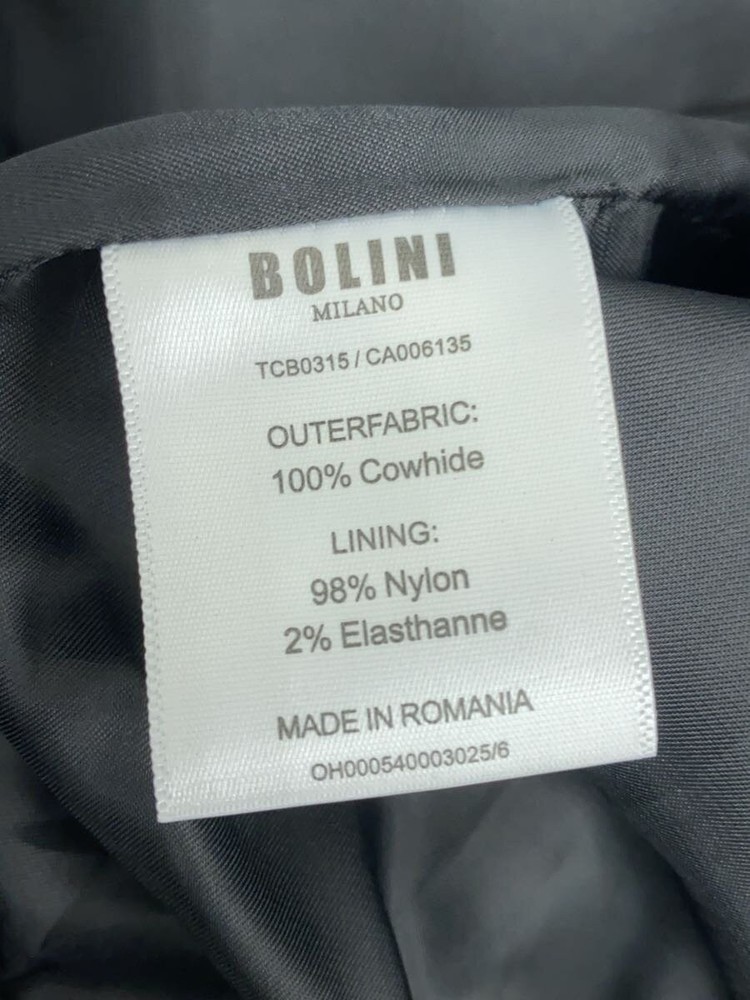 BOLINI
MILANO
TCB0315 / CA006135
OUTERFABRIC:
100% Cowhide
LINING:
98% Nylon
2% Elasthanne
MADE IN ROMANIA
OH000540003025/6